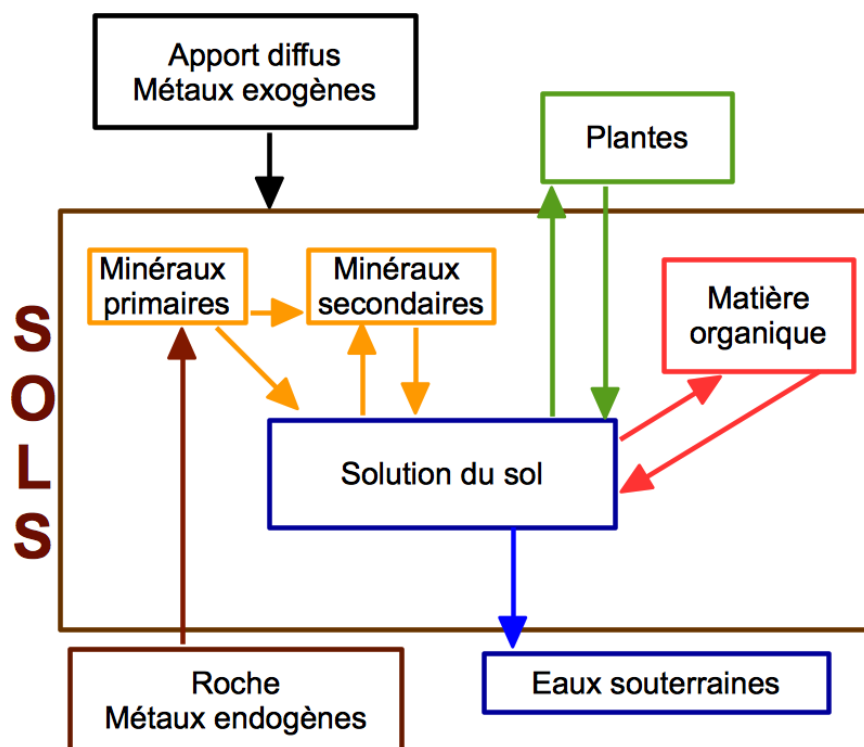 Apport diffus
Métaux exogènes
Plantes
SOLS
Minéraux
primaires
Minéraux
secondaires
Matière
organique
Solution du sol
Roche
Métaux endogènes
Eaux souterraines